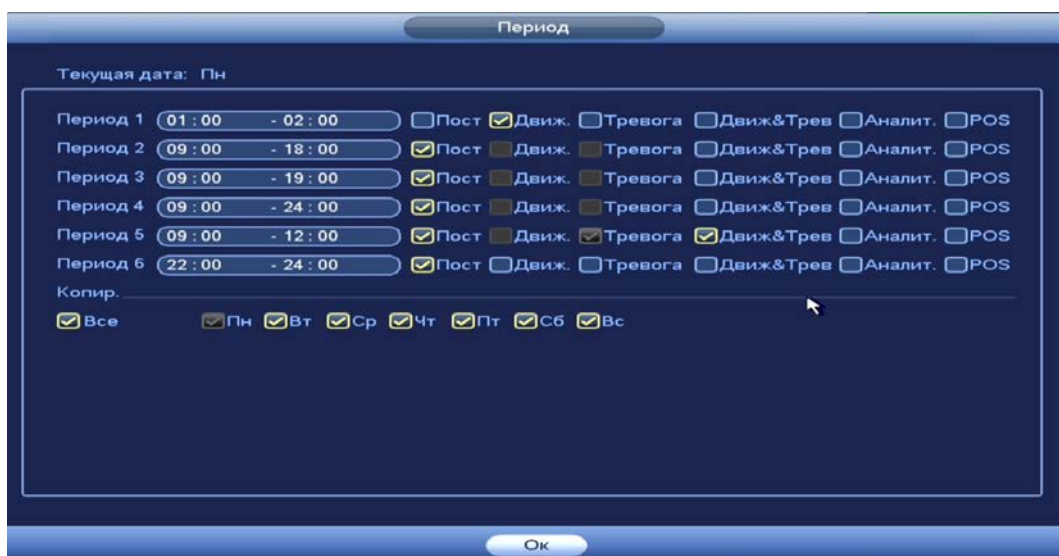 Период
Текущая дата: Пн
Период 1 01:00 - 02:00 Пост Движ. Тревога Движ&Трев Аналит. POS
Период 2 09:00 - 18:00 Пост Движ. Тревога Движ&Трев Аналит. POS
Период 3 09:00 - 19:00 Пост Движ. Тревога Движ&Трев Аналит. POS
Период 4 09:00 - 24:00 Пост Движ. Тревога Движ&Трев Аналит. POS
Период 5 09:00 - 12:00 Пост Движ. Тревога Движ&Трев Аналит. POS
Период 6 22:00 - 24:00 Пост Движ. Тревога Движ&Трев Аналит. POS
Копир.
Все Пн Вт Ср Чт Пт Сб Вс
Ок